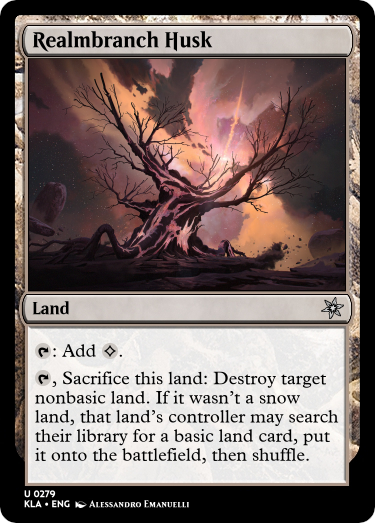 Realmbranch Husk
Land
: Add .
, Sacrifice this land: Destroy target
nonbasic land. If it wasn't a snow
land, that land's controller may search
their library for a basic land card, put
it onto the battlefield, then shuffle.
U 0279
KLA • ENG Alessandro Emanuelli